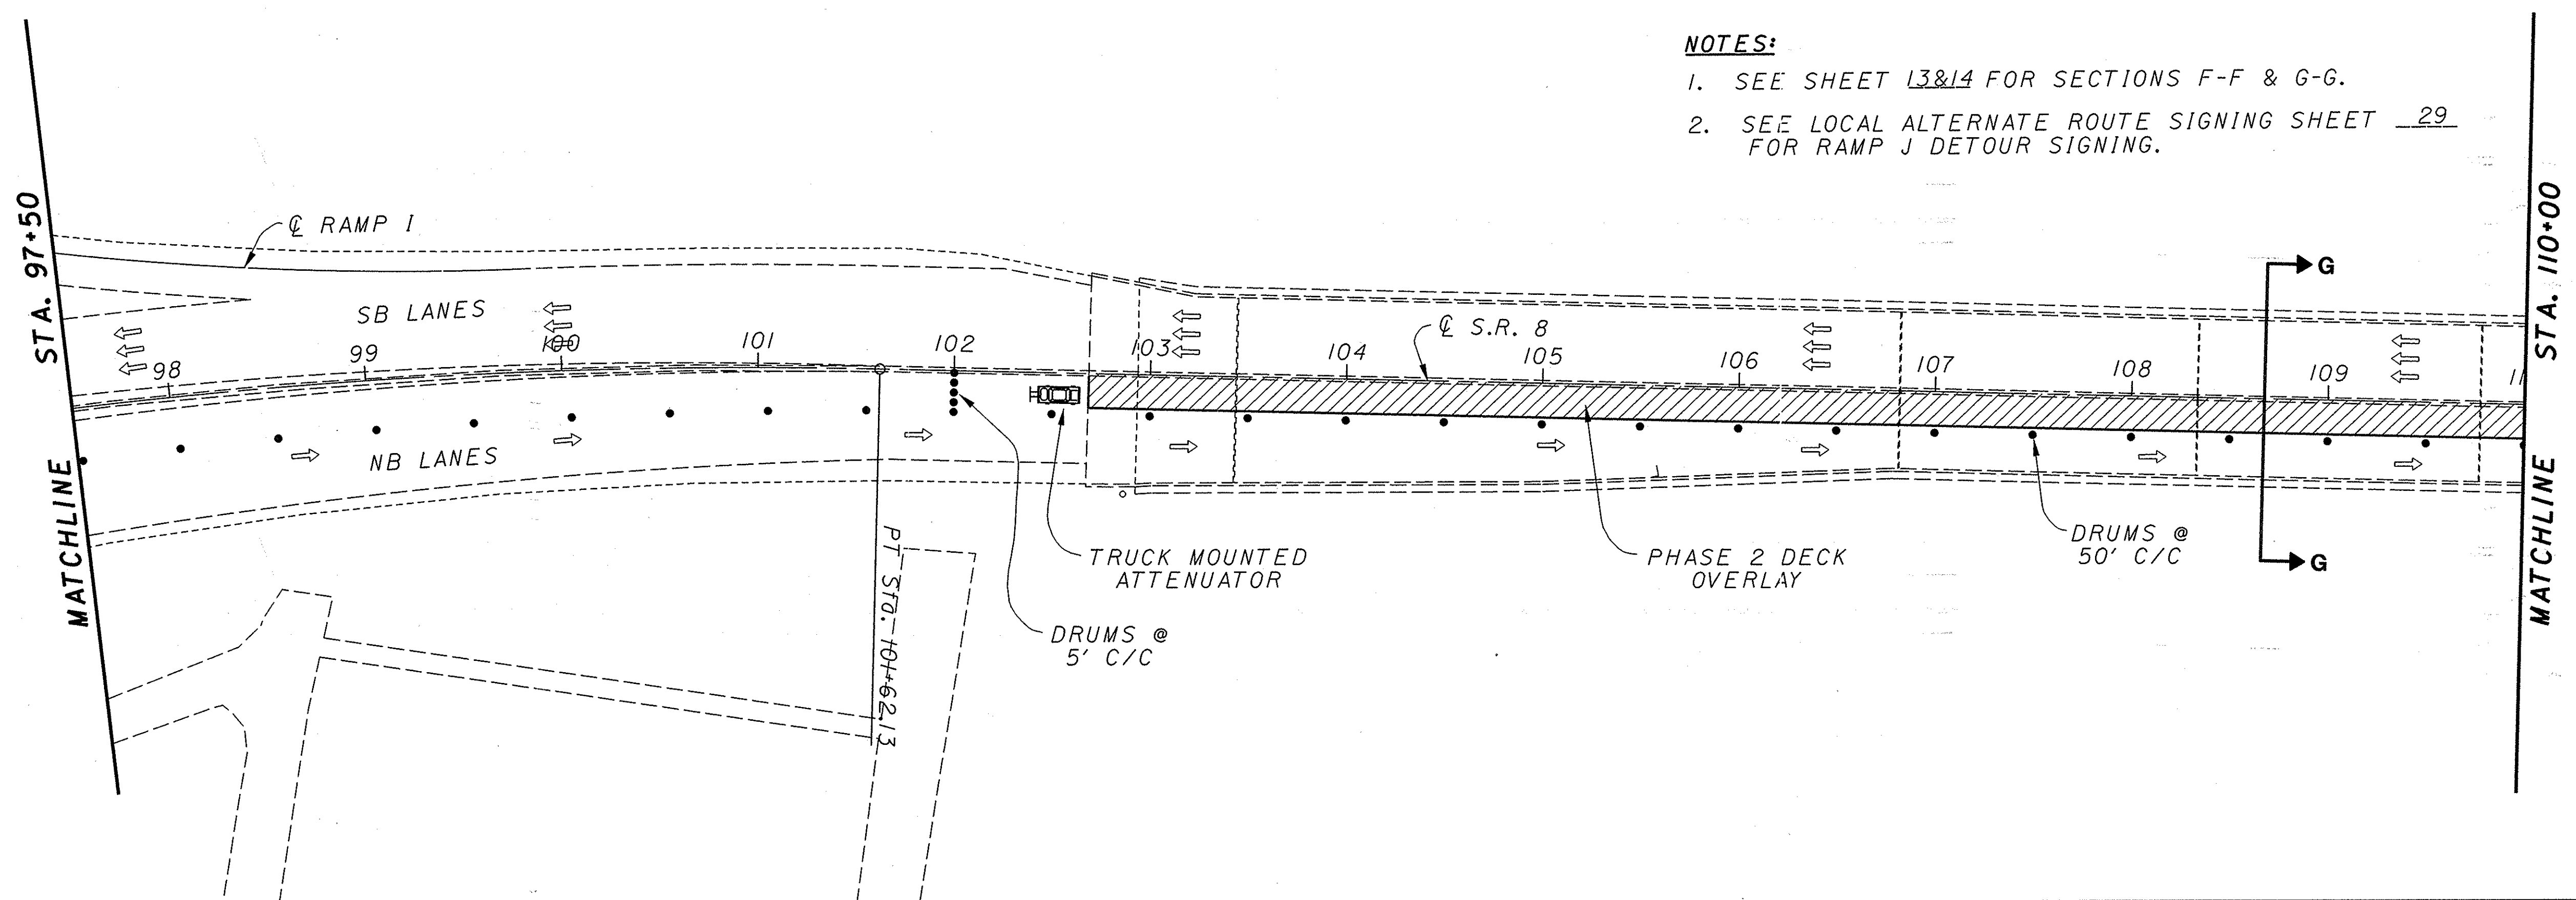 NOTES:
1. SEE SHEET 13&14 FOR SECTIONS F-F & G-G.
2. SEE LOCAL ALTERNATE ROUTE SIGNING SHEET 29
FOR RAMP J DETOUR SIGNING.
MATCHLINE STA. 97+50
℄ RAMP I
SB LANES
98 99 100 101 102 103 104 105 106 107 108 109 11
℄ S.R. 8
NB LANES
G
G
PT Sta. 101+62.13
TRUCK MOUNTED
ATTENUATOR
DRUMS @
5' C/C
PHASE 2 DECK
OVERLAY
DRUMS @
50' C/C
MATCHLINE STA. 110+00